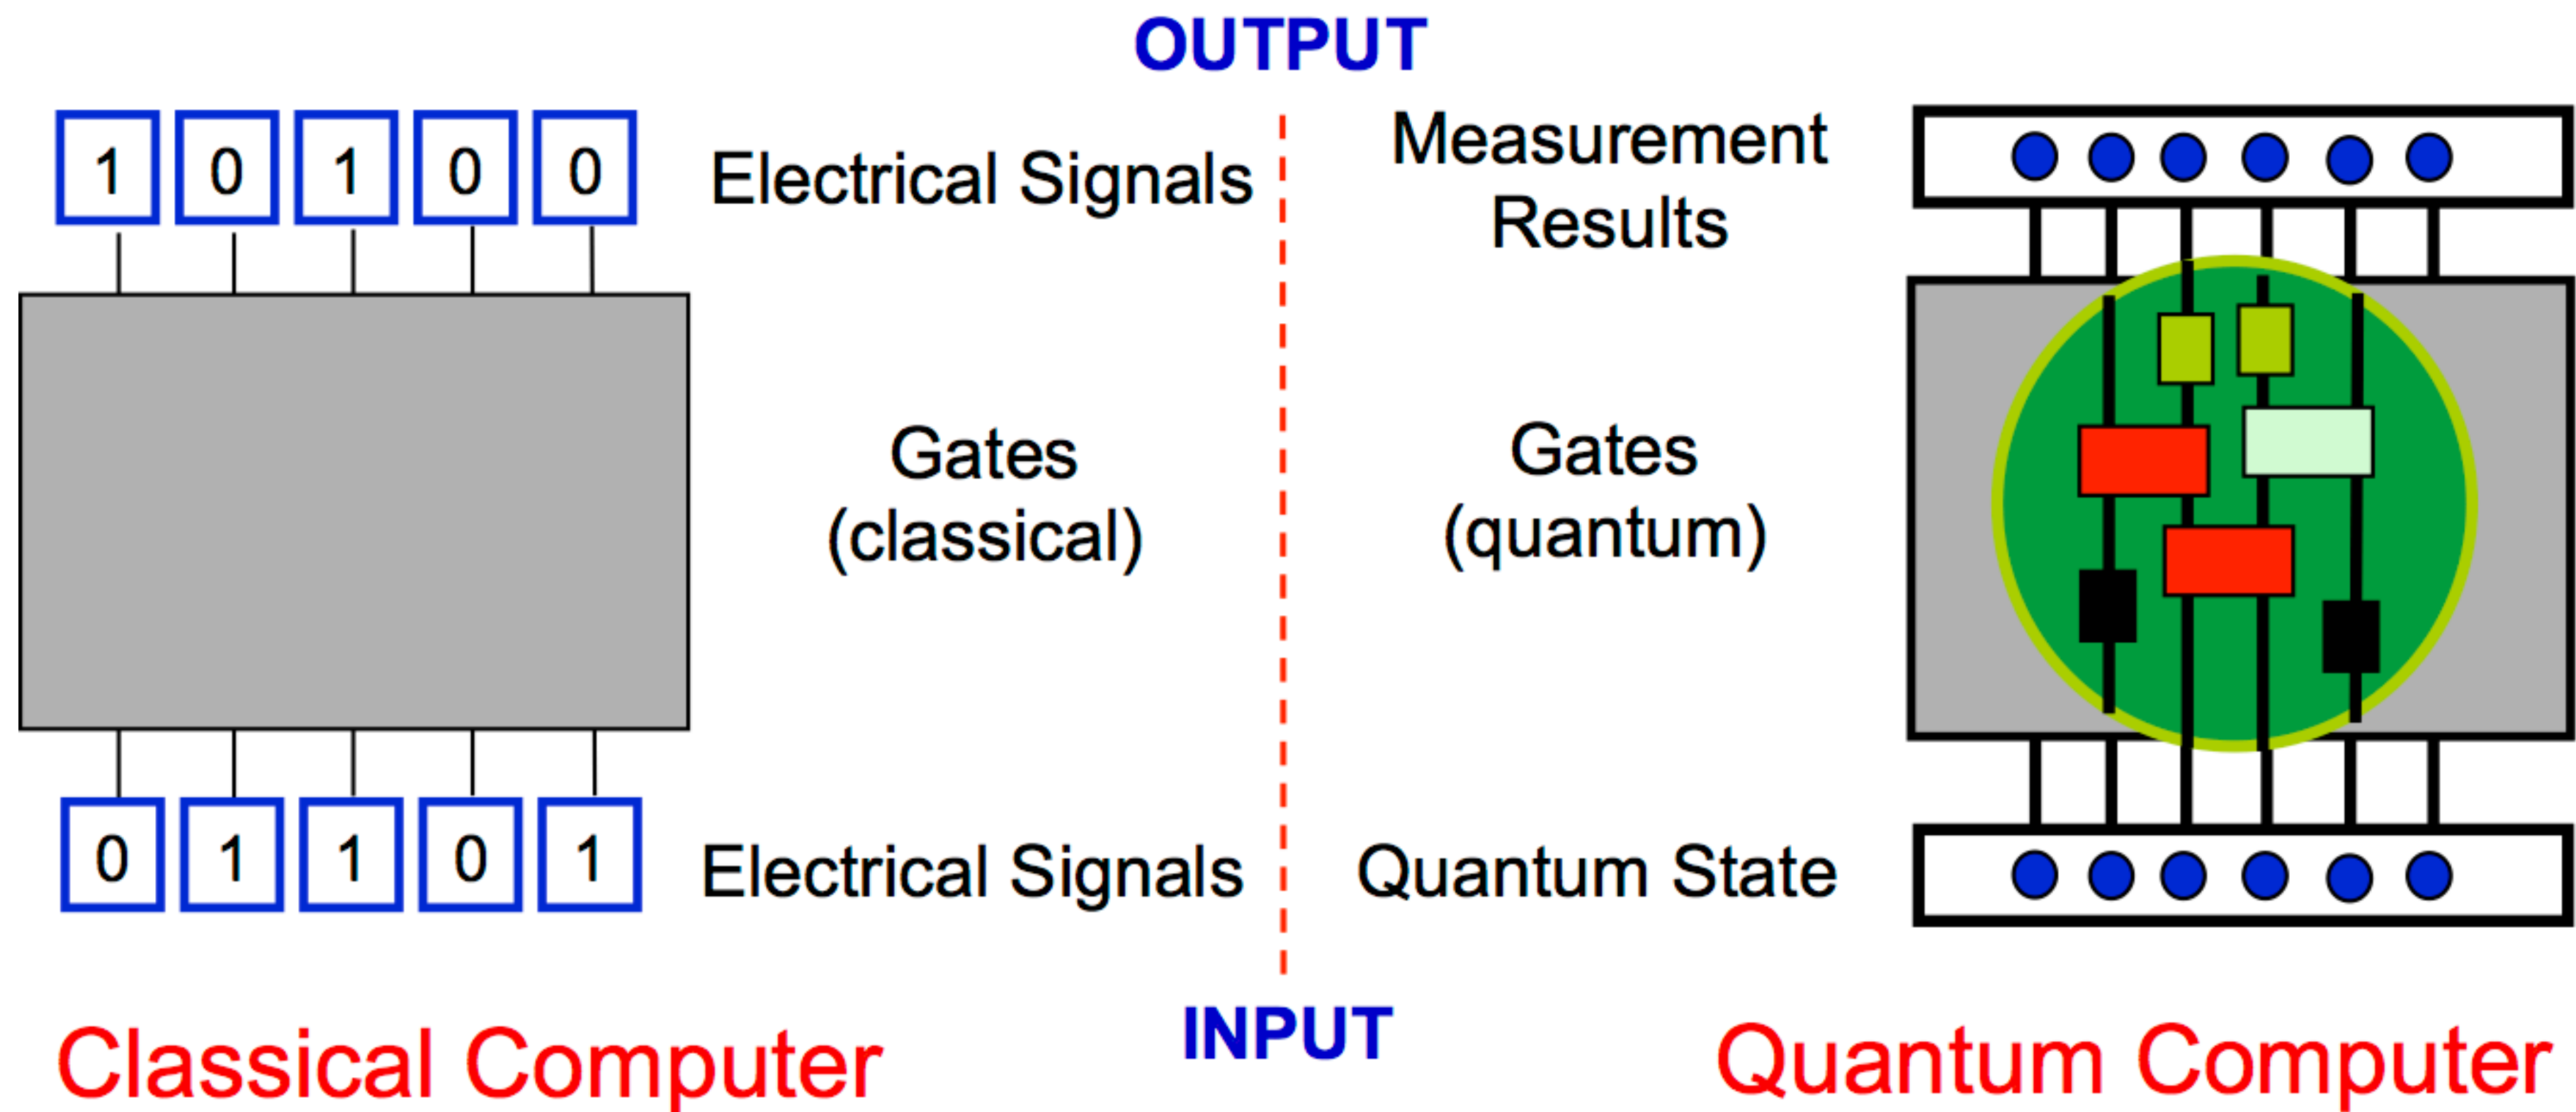 OUTPUT
1 0 1 0 0
Electrical Signals
Measurement
Results
Gates
(classical)
Gates
(quantum)
0 1 1 0 1
Electrical Signals
Quantum State
INPUT
Classical Computer
Quantum Computer